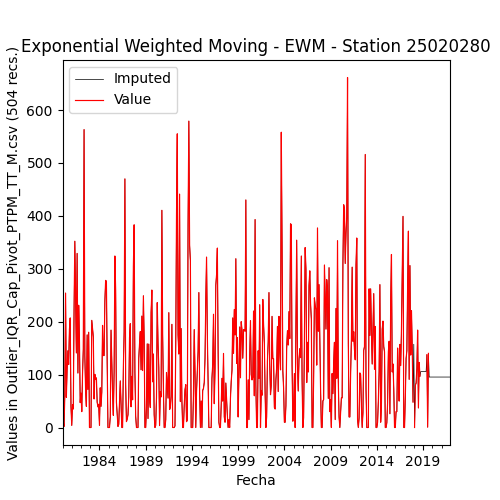 Exponential Weighted Moving - EWM - Station 25020280
Imputed
Value
Values in Outlier_IQR_Cap_Pivot_PTPM_TT_M.csv (504 recs.)
600
500
400
300
200
100
0
1984 1989 1994 1999 2004 2009 2014 2019
Fecha